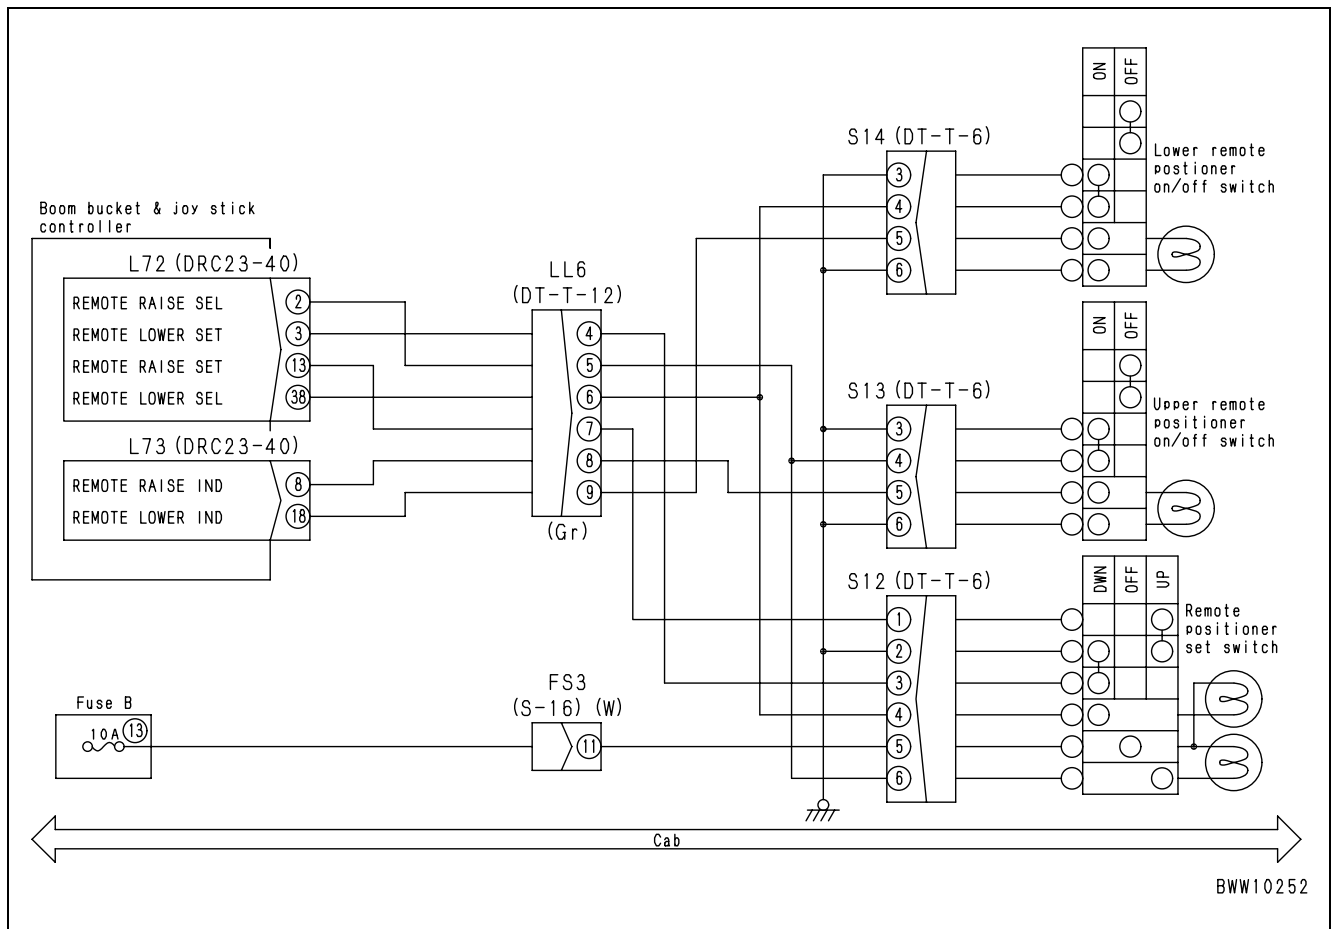 Boom bucket & joy stick
controller
L72 (DRC23-40)
REMOTE RAISE SEL
2
REMOTE LOWER SET
3
REMOTE RAISE SET
13
REMOTE LOWER SEL
38
L73 (DRC23-40)
REMOTE RAISE IND
8
REMOTE LOWER IND
18
LL6
(DT-T-12)
4
5
6
7
8
9
(Gr)
Fuse B
10A
13
FS3
(S-16) (W)
11
S14 (DT-T-6)
3
4
5
6
ON
OFF
Lower remote
postioner
on/off switch
S13 (DT-T-6)
3
4
5
6
ON
OFF
Upper remote
positioner
on/off switch
S12 (DT-T-6)
1
2
3
4
5
6
DWN
OFF
UP
Remote
positioner
set switch
Cab
BWW10252